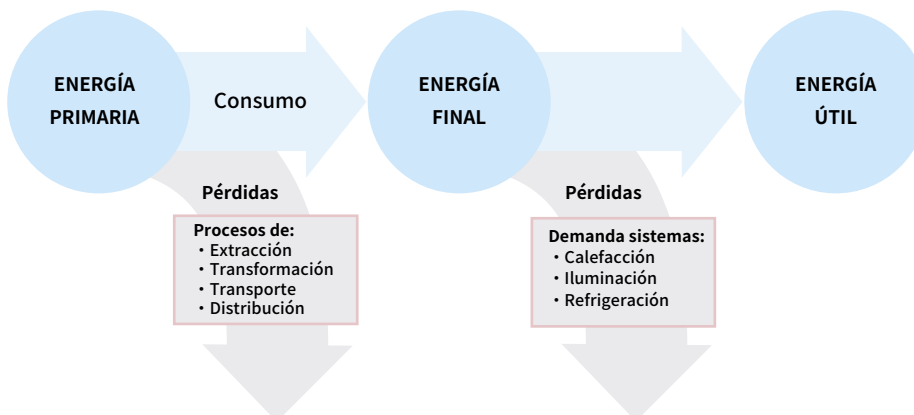 ENERGÍA
PRIMARIA
Consumo
ENERGÍA
FINAL
ENERGÍA
ÚTIL
Pérdidas
Procesos de:
• Extracción
• Transformación
• Transporte
• Distribución
Pérdidas
Demanda sistemas:
• Calefacción
• Iluminación
• Refrigeración